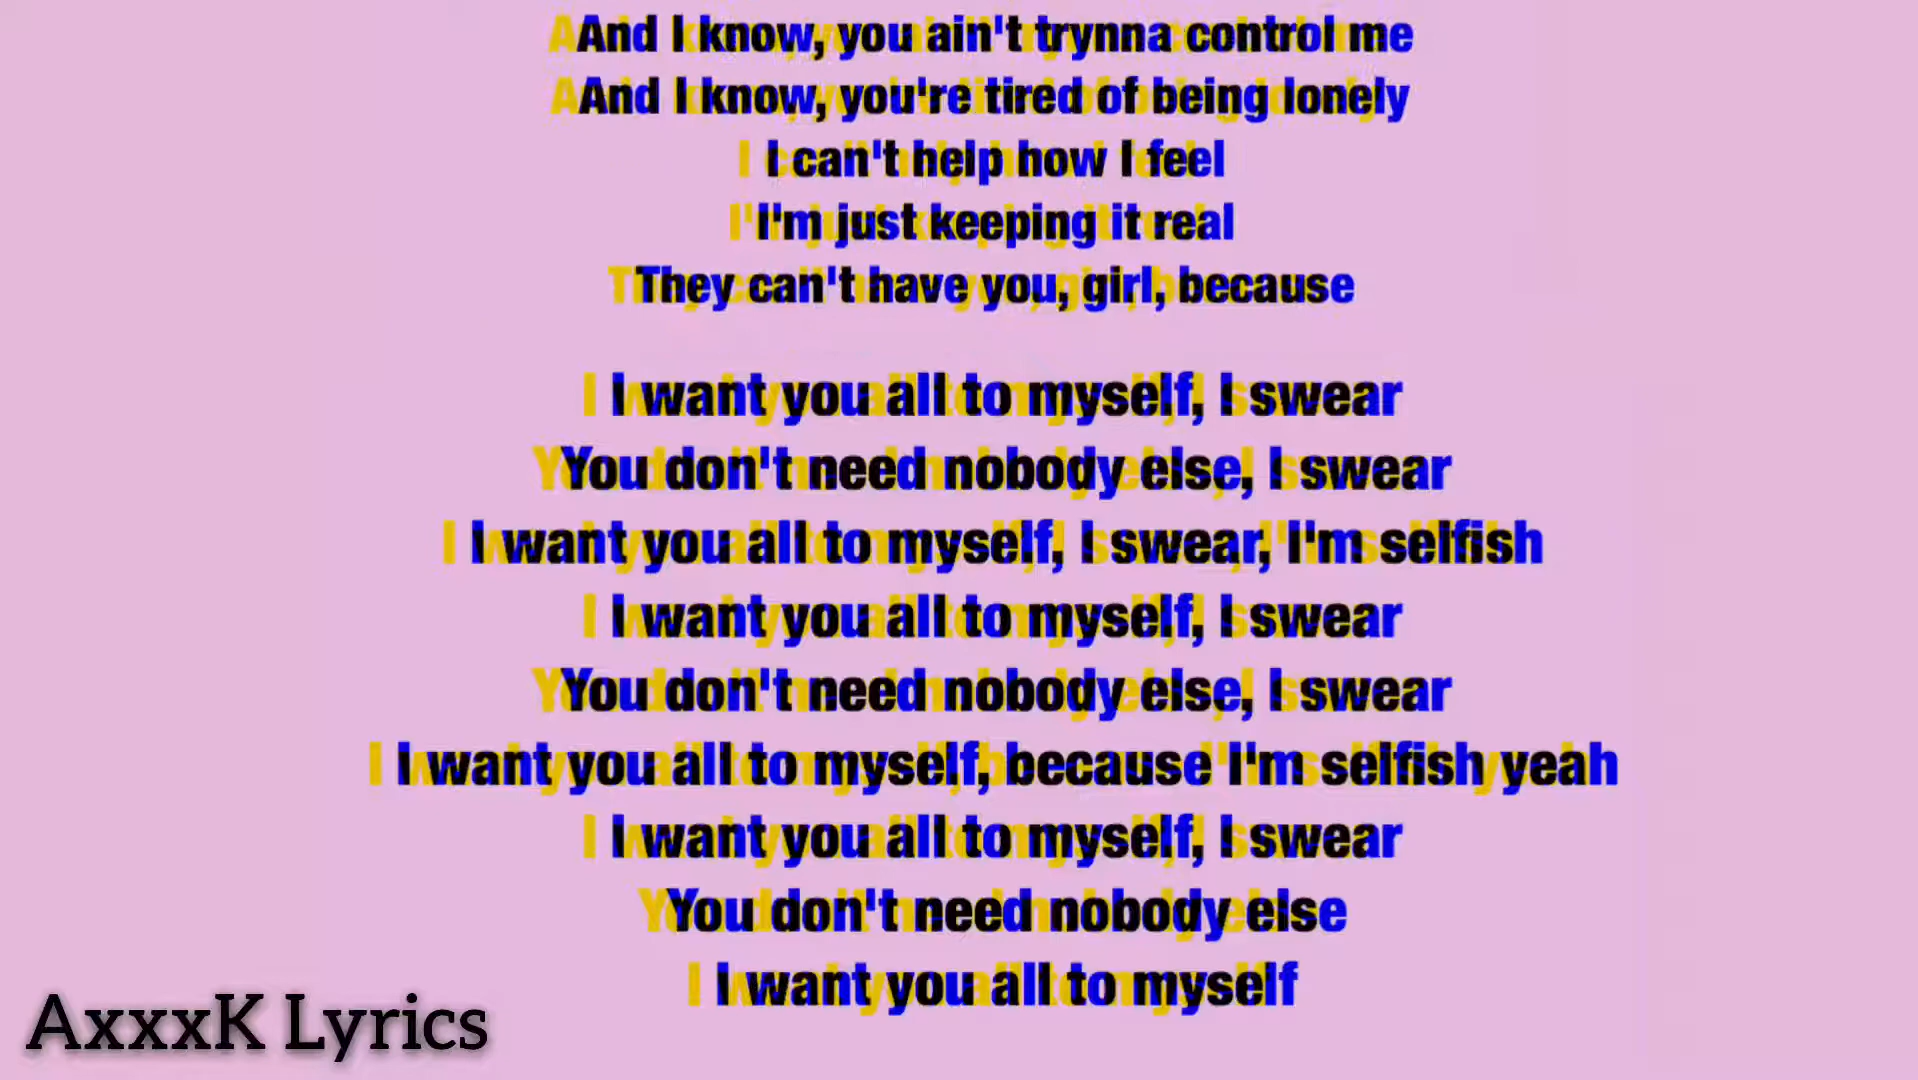 And I know, you ain't trynna control me
And I know, you're tired of being lonely
I can't help how I feel
I'm just keeping it real
They can't have you, girl, because
I want you all to myself, I swear
You don't need nobody else, I swear
I want you all to myself, I swear, I'm selfish
I want you all to myself, I swear
You don't need nobody else, I swear
I want you all to myself, because I'm selfish yeah
I want you all to myself, I swear
You don't need nobody else
I want you all to myself
AxxxK Lyrics